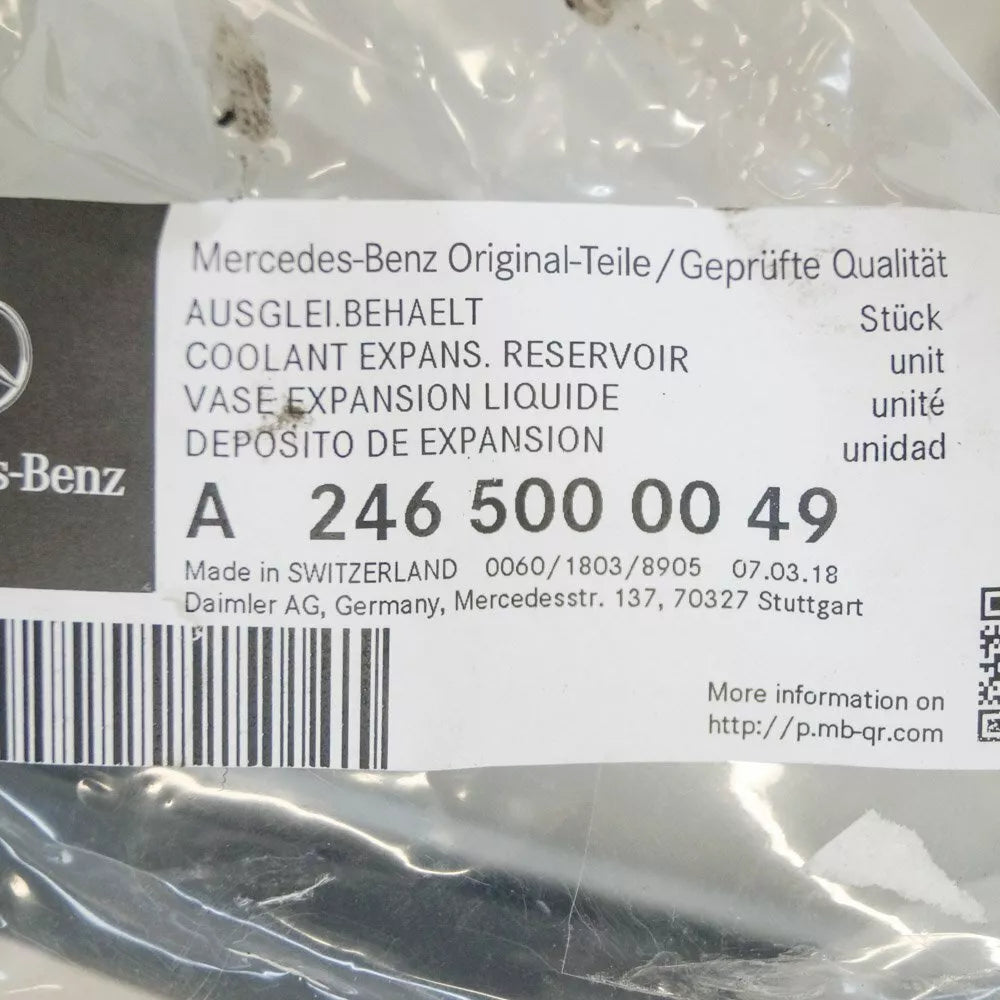 Mercedes-Benz Original-Teile/Geprüfte Qualität
AUSGLEI.BEHAELT Stück
COOLANT EXPANS. RESERVOIR unit
VASE EXPANSION LIQUIDE unité
DEPOSITO DE EXPANSION unidad
s-Benz
A 246 500 00 49
Made in SWITZERLAND 0060/1803/8905 07.03.18
Daimler AG, Germany, Mercedesstr. 137, 70327 Stuttgart
More information on
http://p.mb-qr.com